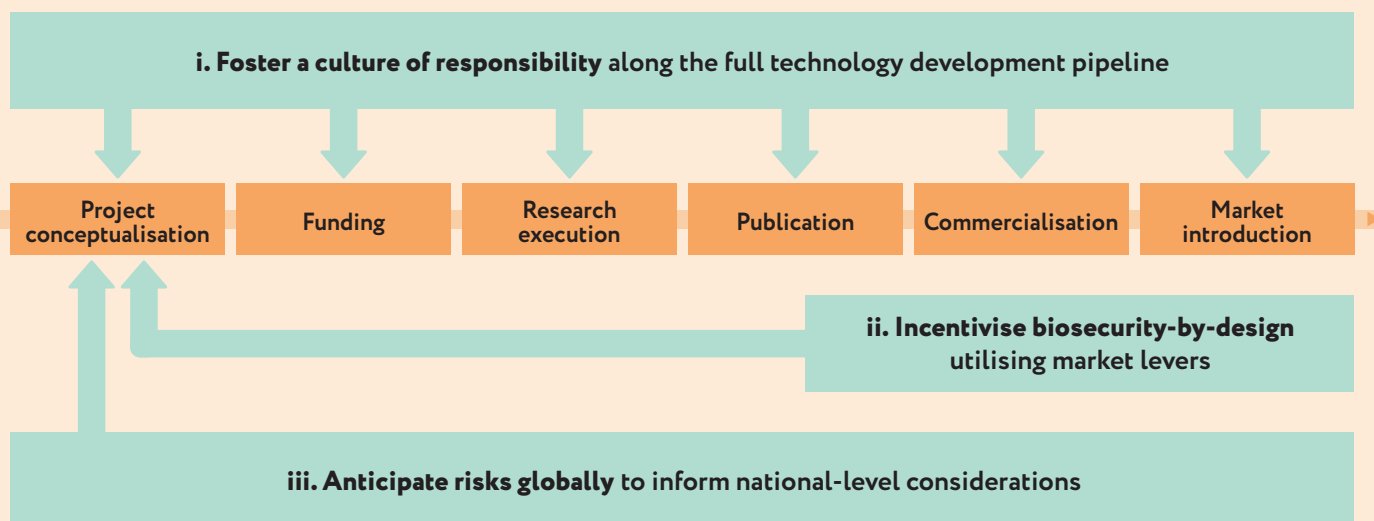 i. Foster a culture of responsibility along the full technology development pipeline
Project
conceptualisation
Funding
Research
execution
Publication
Commercialisation
Market
introduction
ii. Incentivise biosecurity-by-design
utilising market levers
iii. Anticipate risks globally to inform national-level considerations